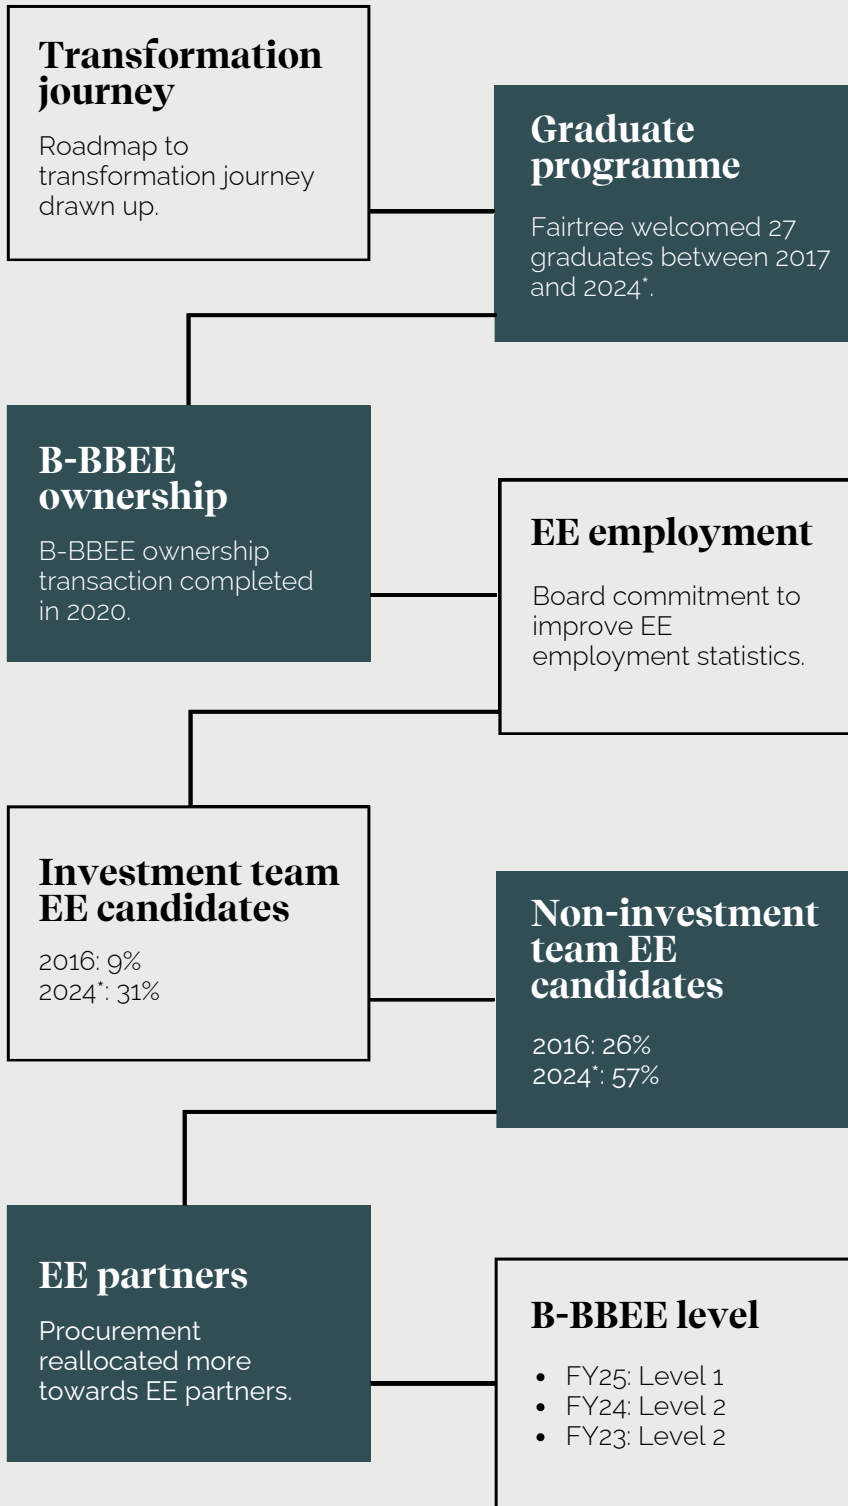 Transformation
journey
Roadmap to
transformation journey
drawn up.
Graduate
programme
Fairtree welcomed 27
graduates between 2017
and 2024*.
B-BBEE
ownership
B-BBEE ownership
transaction completed
in 2020.
EE employment
Board commitment to
improve EE
employment statistics.
Investment team
EE candidates
2016: 9%
2024*: 31%
Non-investment
team EE
candidates
2016: 26%
2024*: 57%
EE partners
Procurement
reallocated more
towards EE partners.
B-BBEE level
• FY25: Level 1
• FY24: Level 2
• FY23: Level 2